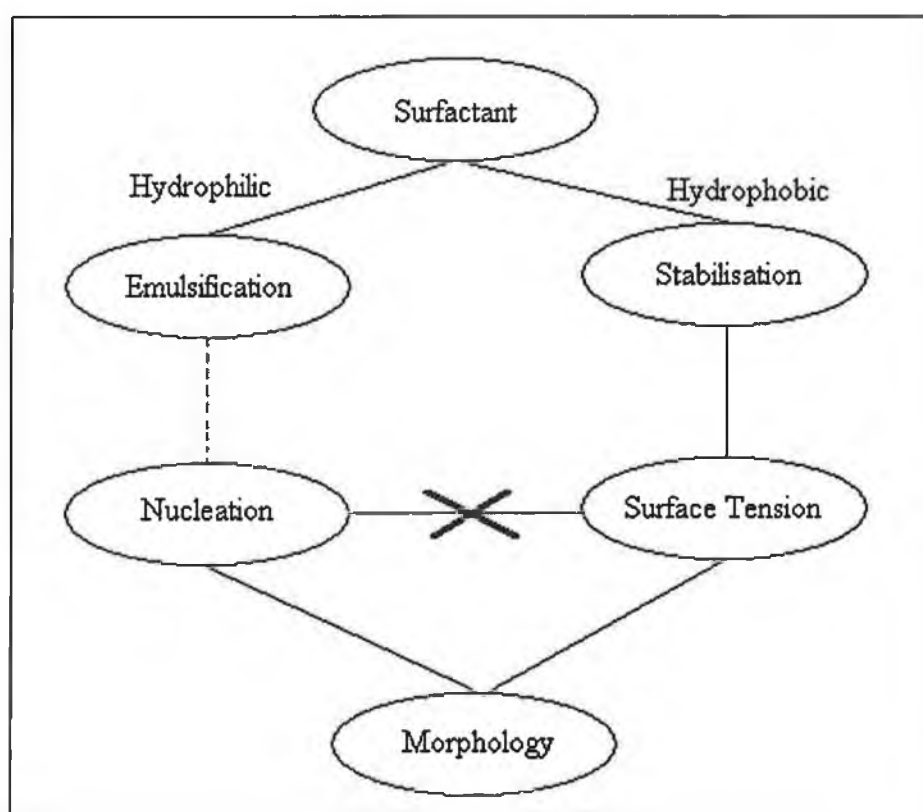 Surfactant
Hydrophilic
Hydrophobic
Emulsification
Stabilisation
Nucleation
Surface Tension
Morphology